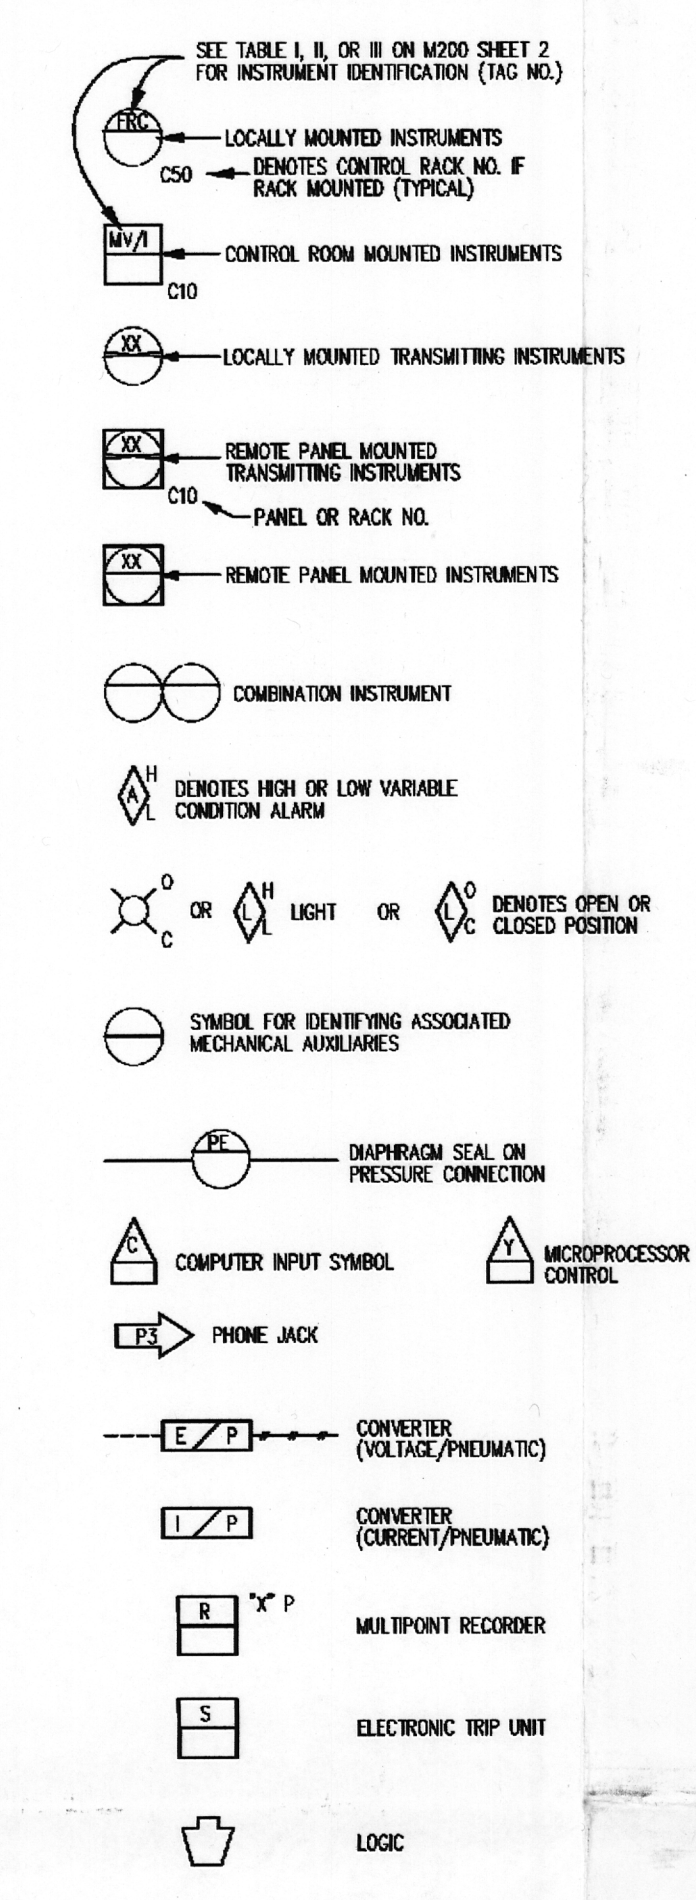 SEE TABLE I, II, OR III ON M200 SHEET 2
FOR INSTRUMENT IDENTIFICATION (TAG NO.)
FRC
LOCALLY MOUNTED INSTRUMENTS
C50
DENOTES CONTROL RACK NO. IF
RACK MOUNTED (TYPICAL)
MV/I
CONTROL ROOM MOUNTED INSTRUMENTS
C10
XX
LOCALLY MOUNTED TRANSMITTING INSTRUMENTS
XX
REMOTE PANEL MOUNTED
TRANSMITTING INSTRUMENTS
C10
PANEL OR RACK NO.
XX
REMOTE PANEL MOUNTED INSTRUMENTS
COMBINATION INSTRUMENT
H
A
L
DENOTES HIGH OR LOW VARIABLE
CONDITION ALARM
O
C
OR
H
L
L
LIGHT
OR
O
L
C
DENOTES OPEN OR
CLOSED POSITION
SYMBOL FOR IDENTIFYING ASSOCIATED
MECHANICAL AUXILIARIES
PE
DIAPHRAGM SEAL ON
PRESSURE CONNECTION
C
COMPUTER INPUT SYMBOL
Y
MICROPROCESSOR
CONTROL
P3
PHONE JACK
E / P
CONVERTER
(VOLTAGE/PNEUMATIC)
I / P
CONVERTER
(CURRENT/PNEUMATIC)
R
"X" P
MULTIPOINT RECORDER
S
ELECTRONIC TRIP UNIT
LOGIC